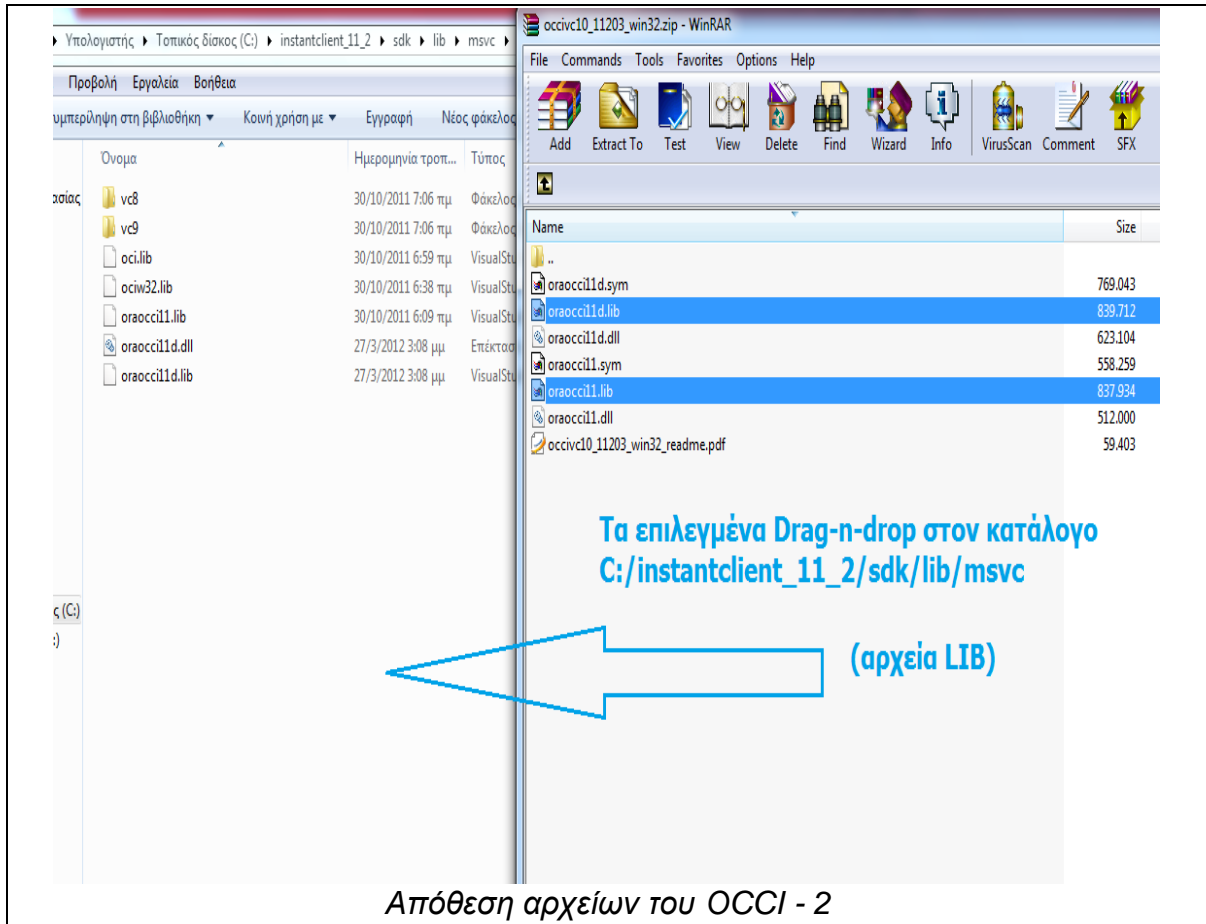 Υπολογιστής ▸ Τοπικός δίσκος (C:) ▸ instantclient_11_2 ▸ sdk ▸ lib ▸ msvc ▸
Προβολή Εργαλεία Βοήθεια
υμπερίληψη στη βιβλιοθήκη ▾ Κοινή χρήση με ▾ Εγγραφή Νέος φάκελος
Όνομα Ημερομηνία τροπ... Τύπος
ασίας vc8 30/10/2011 7:06 πμ Φάκελος
vc9 30/10/2011 7:06 πμ Φάκελος
oci.lib 30/10/2011 6:59 πμ VisualStu
ociw32.lib 30/10/2011 6:38 πμ VisualStu
oraocci11.lib 30/10/2011 6:09 πμ VisualStu
oraocci11d.dll 27/3/2012 3:08 μμ Επέκτασ
oraocci11d.lib 27/3/2012 3:08 μμ VisualStu
ς (C:)
:)
occivc10_11203_win32.zip - WinRAR
File Commands Tools Favorites Options Help
Add Extract To Test View Delete Find Wizard Info VirusScan Comment SFX
Name Size
..
oraocci11d.sym 769.043
oraocci11d.lib 839.712
oraocci11d.dll 623.104
oraocci11.sym 558.259
oraocci11.lib 837.934
oraocci11.dll 512.000
occivc10_11203_win32_readme.pdf 59.403
Τα επιλεγμένα Drag-n-drop στον κατάλογο
C:/instantclient_11_2/sdk/lib/msvc
(αρχεία LIB)
Απόθεση αρχείων του OCCI - 2